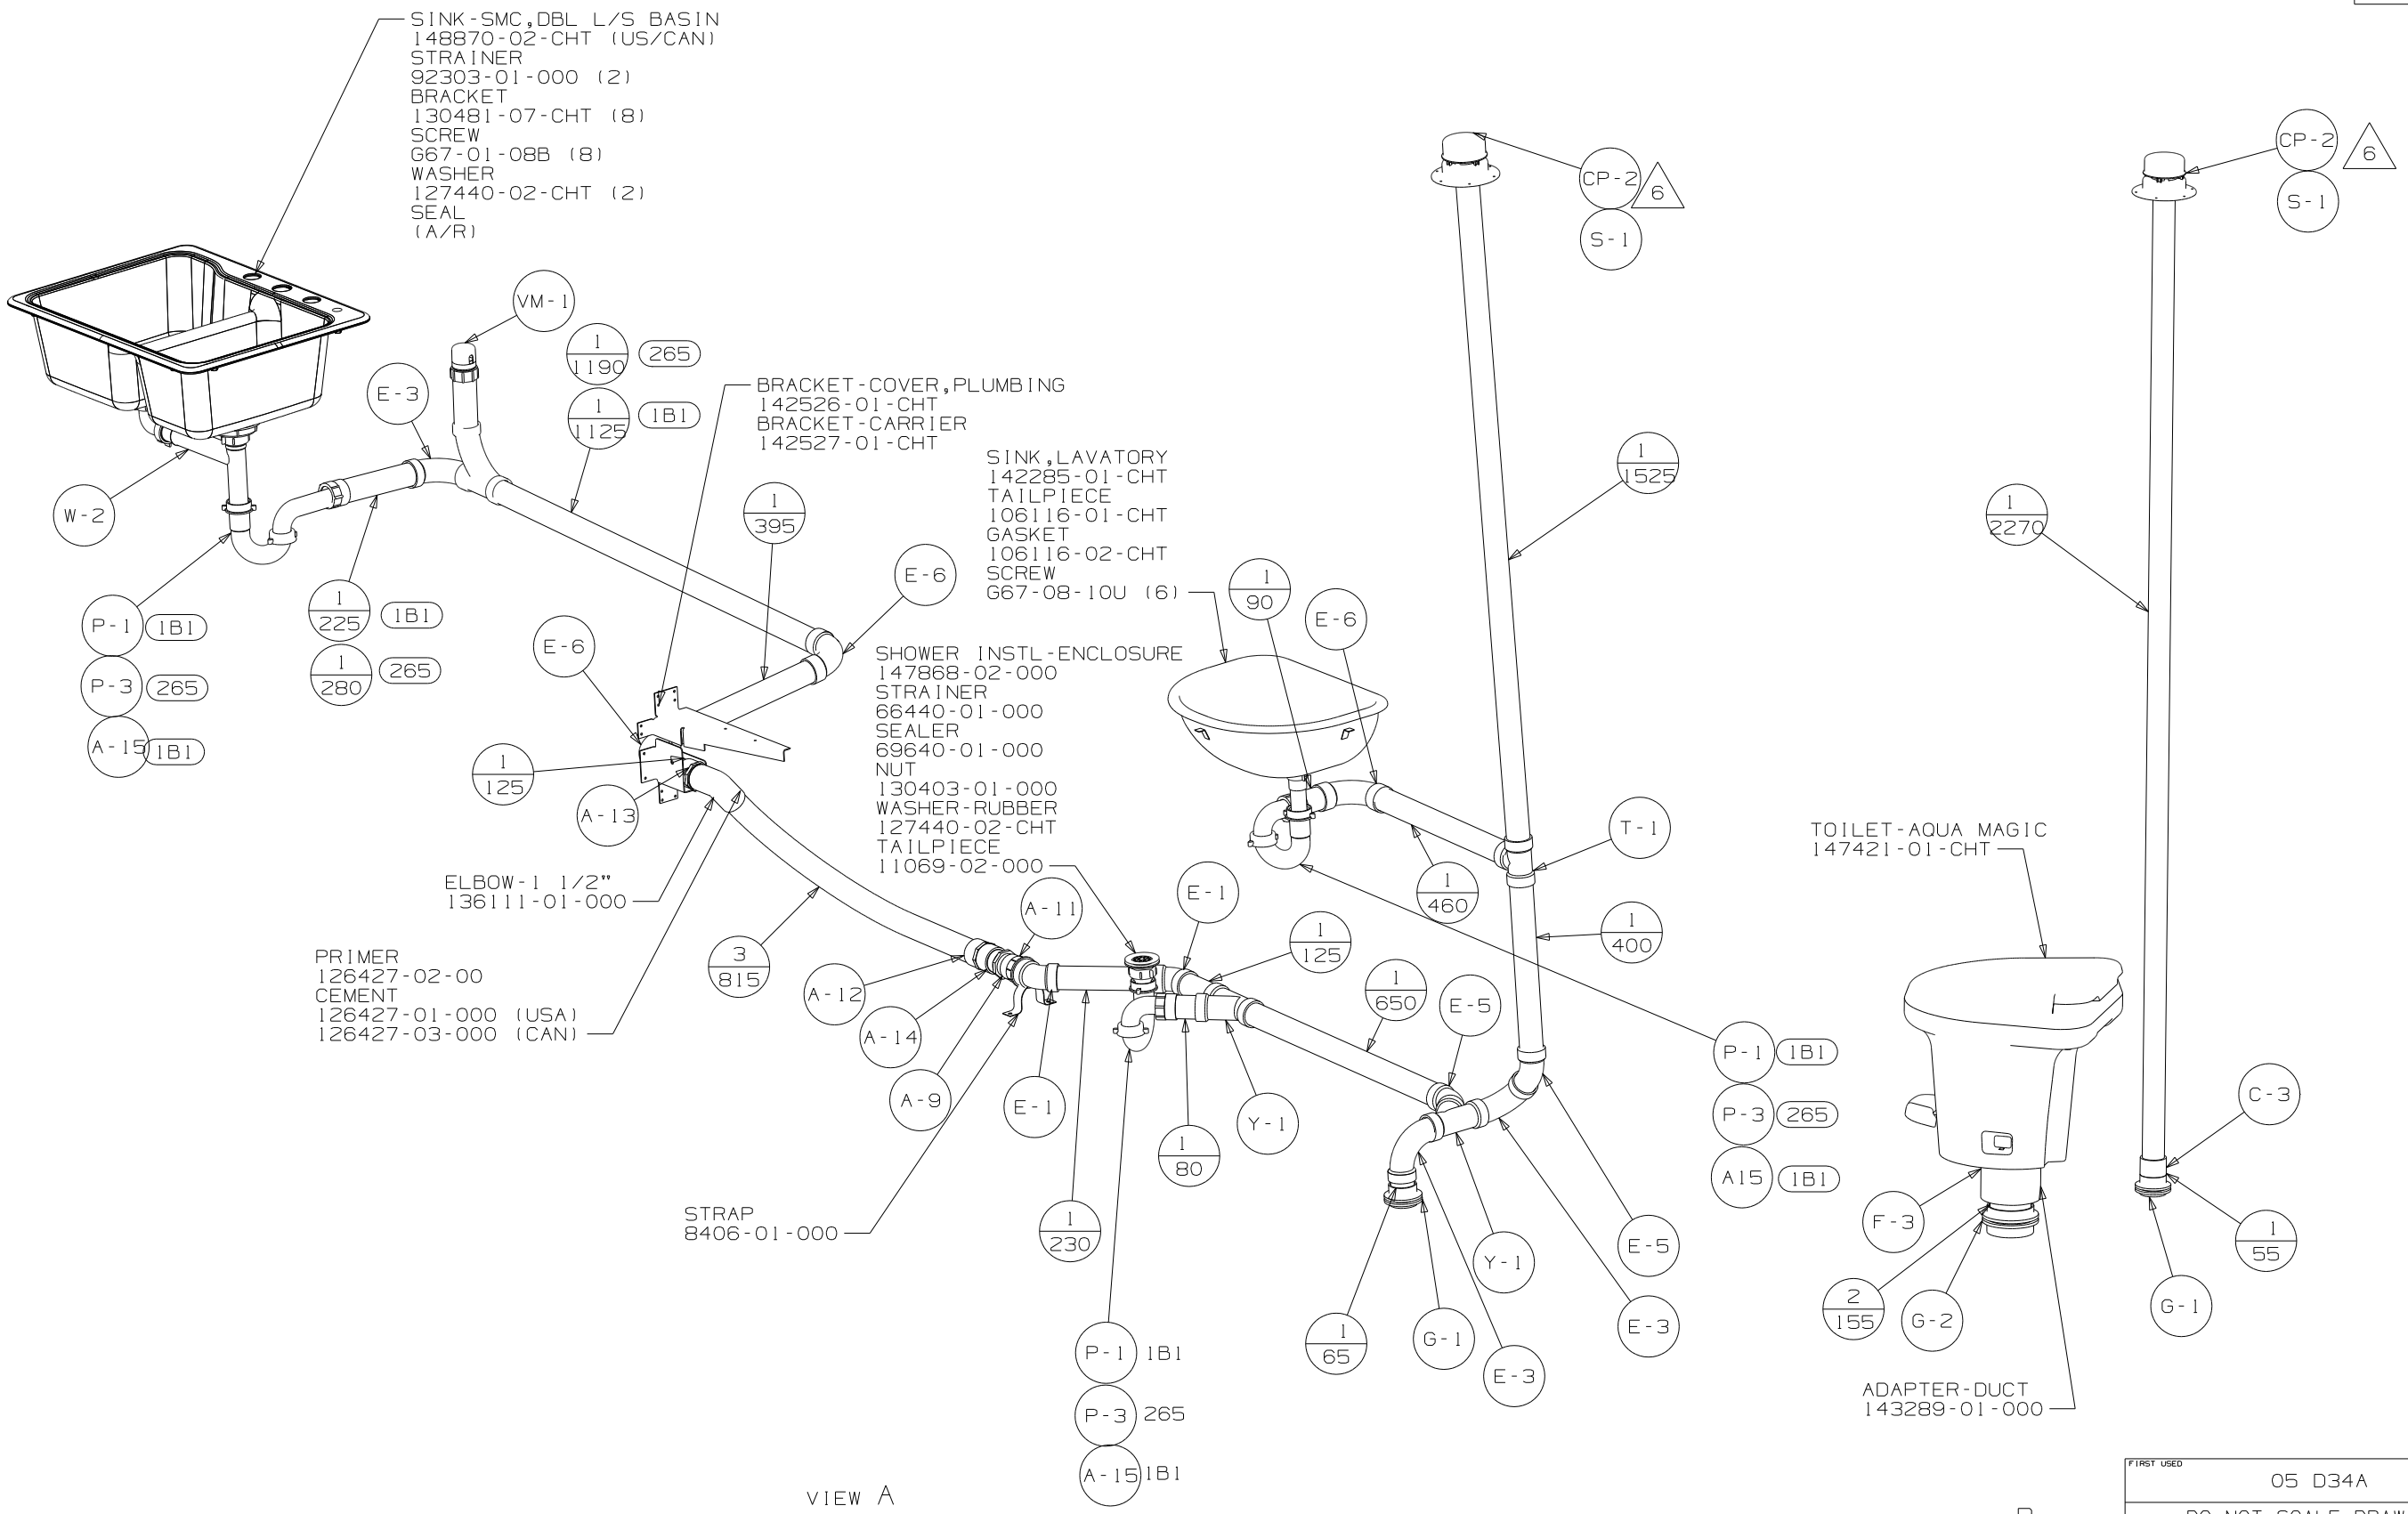 SINK-SMC,DBL L/S BASIN
148870-02-CHT (US/CAN)
STRAINER
92303-01-000 (2)
BRACKET
130481-07-CHT (8)
SCREW
G67-01-08B (8)
WASHER
127440-02-CHT (2)
SEAL
(A/R)
CP-2
6
S-1
CP-2
6
S-1
VM-1
1
1190
265
1
1125
1B1
E-3
BRACKET-COVER,PLUMBING
142526-01-CHT
BRACKET-CARRIER
142527-01-CHT
W-2
1
395
SINK,LAVATORY
142285-01-CHT
TAILPIECE
106116-01-CHT
GASKET
106116-02-CHT
SCREW
G67-08-10U (6)
1
1525
1
2270
E-6
1
90
E-6
P-1
1B1
P-3
265
A-15
1B1
1
225
1B1
1
280
265
E-6
SHOWER INSTL-ENCLOSURE
147868-02-000
STRAINER
66440-01-000
SEALER
69640-01-000
NUT
130403-01-000
WASHER-RUBBER
127440-02-CHT
TAILPIECE
11069-02-000
1
125
A-13
T-1
TOILET-AQUA MAGIC
147421-01-CHT
ELBOW-1 1/2"
136111-01-000
PRIMER
126427-02-00
CEMENT
126427-01-000 (USA)
126427-03-000 (CAN)
3
815
A-11
A-12
A-14
A-9
E-1
E-1
1
125
1
460
1
400
1
650
E-5
P-1
1B1
P-3
265
A15
1B1
C-3
Y-1
1
80
STRAP
8406-01-000
1
230
F-3
1
55
E-5
Y-1
2
155
G-2
G-1
1
65
G-1
E-3
E-3
P-1
1B1
P-3
265
A-15
1B1
ADAPTER-DUCT
143289-01-000
VIEW A
FIRST USED
05 D34A